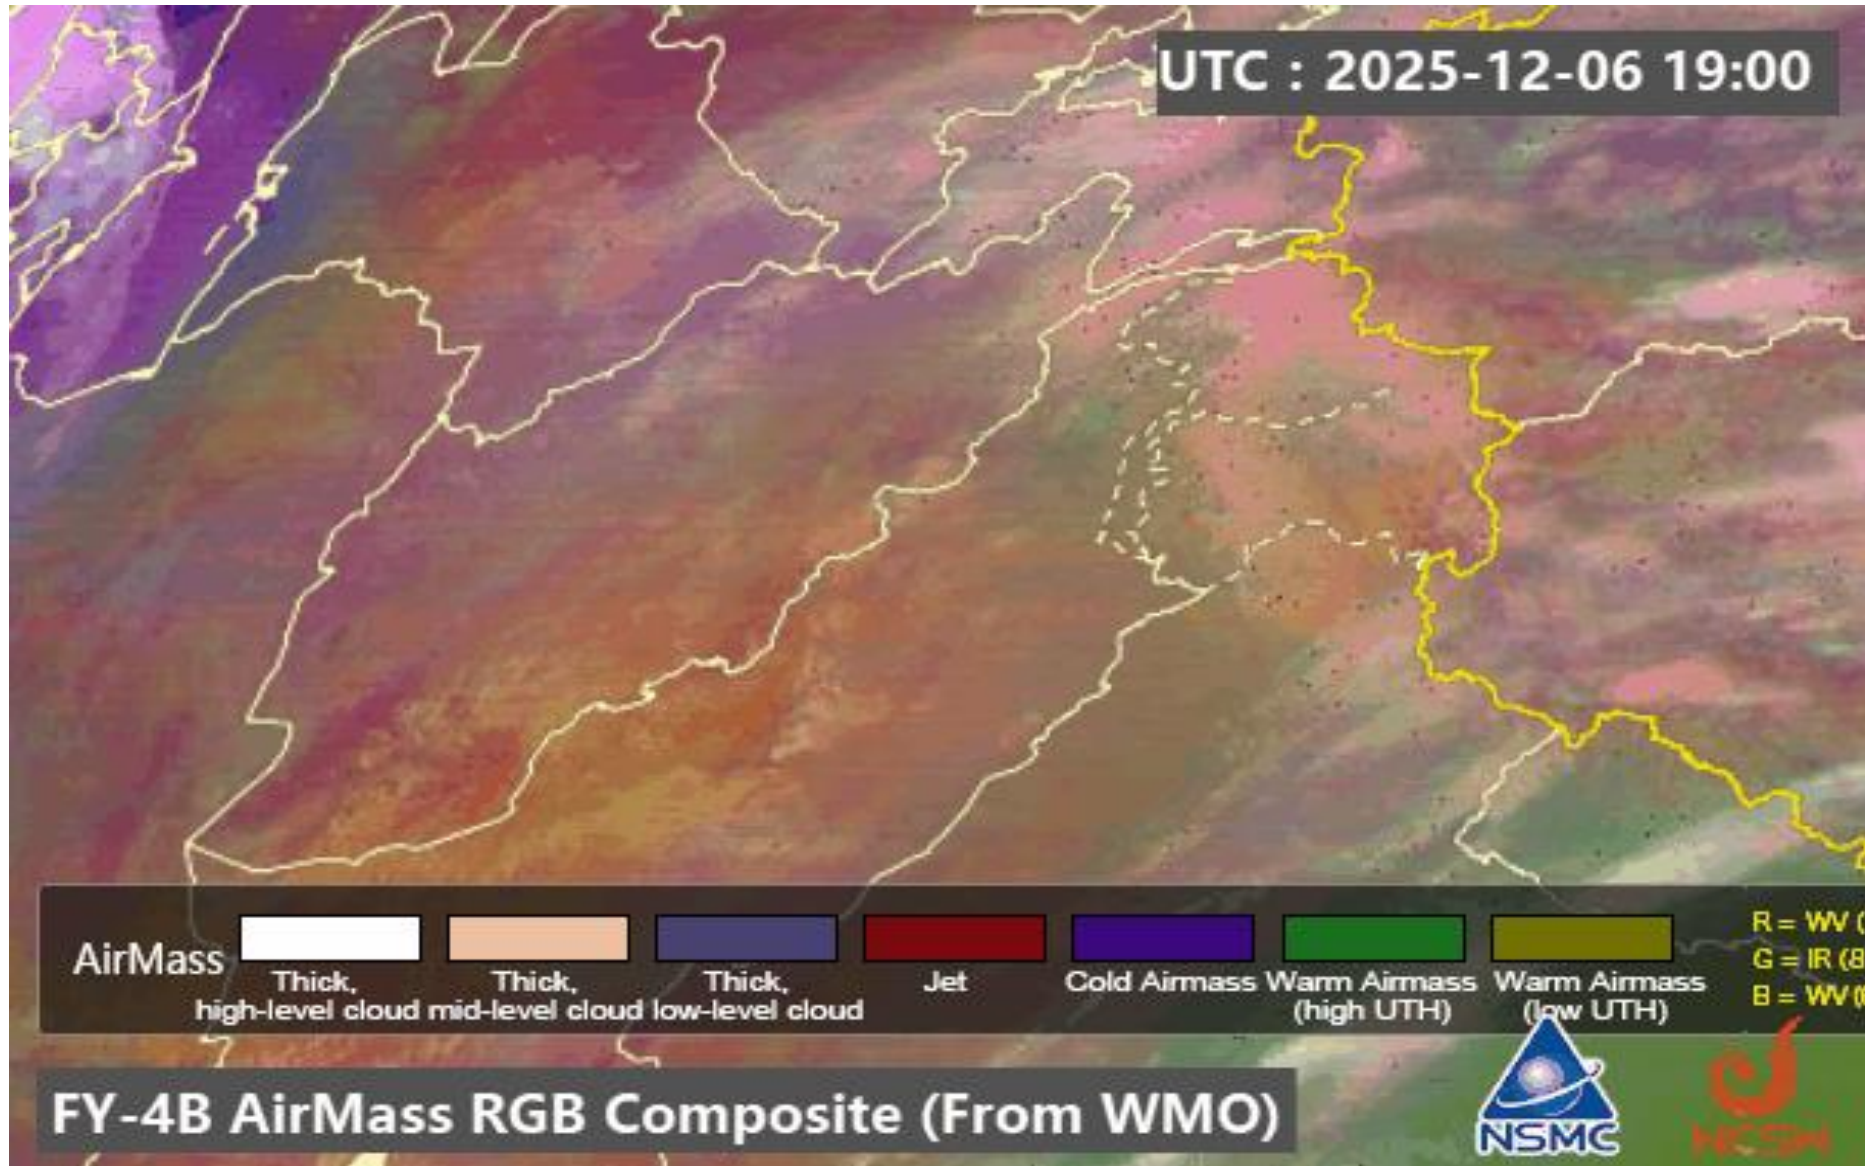 UTC : 2025-12-06 19:00
AirMass
Thick,
high-level cloud
Thick,
mid-level cloud
Thick,
low-level cloud
Jet
Cold Airmass
Warm Airmass
(high UTH)
Warm Airmass
(low UTH)
R = WV (
G = IR (8
B = WV(6
FY-4B AirMass RGB Composite (From WMO)
NSMC